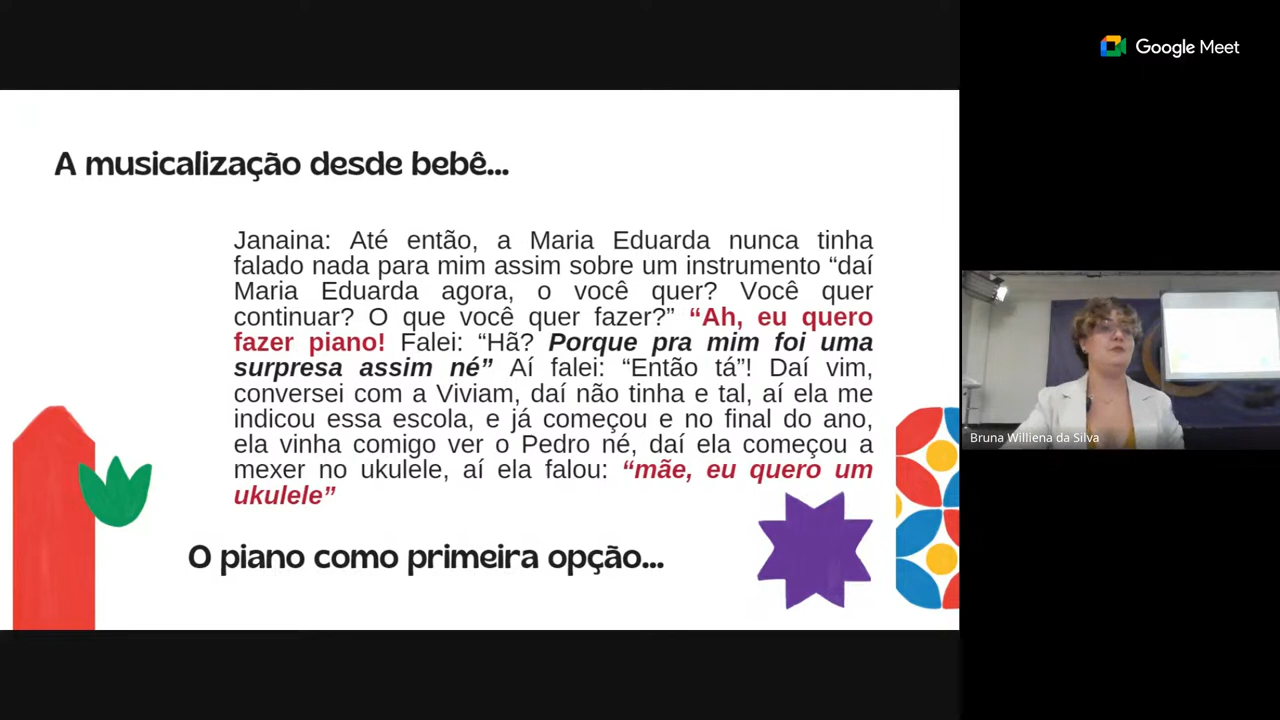 Google Meet
A musicalização desde bebê...
Janaina: Até então, a Maria Eduarda nunca tinha
falado nada para mim assim sobre um instrumento “daí
Maria Eduarda agora, o você quer? Você quer
continuar? O que você quer fazer?” “Ah, eu quero
fazer piano! Falei: “Hã? Porque pra mim foi uma
surpresa assim né” Aí falei: “Então tá”! Daí vim,
conversei com a Viviam, daí não tinha e tal, aí ela me
indicou essa escola, e já começou e no final do ano,
ela vinha comigo ver o Pedro né, daí ela começou a
mexer no ukulele, aí ela falou: “mãe, eu quero um
ukulele”
O piano como primeira opção...
Bruna Williena da Silva